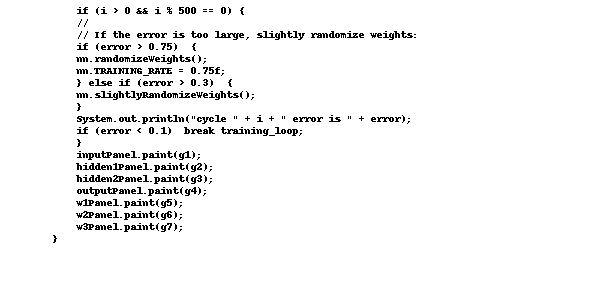 if (i > 0 && i % 500 == 0) {
//
// If the error is too large, slightly randomize weights:
if (error > 0.75)  {
nn.randomizeWeights();
nn.TRAINING_RATE = 0.75f;
} else if (error > 0.3)  {
nn.slightlyRandomizeWeights();
}
System.out.println("cycle " + i + " error is " + error);
if (error < 0.1)  break training_loop;
}
inputPanel.paint(g1);
hidden1Panel.paint(g2);
hidden2Panel.paint(g3);
outputPanel.paint(g4);
w1Panel.paint(g5);
w2Panel.paint(g6);
w3Panel.paint(g7);
}